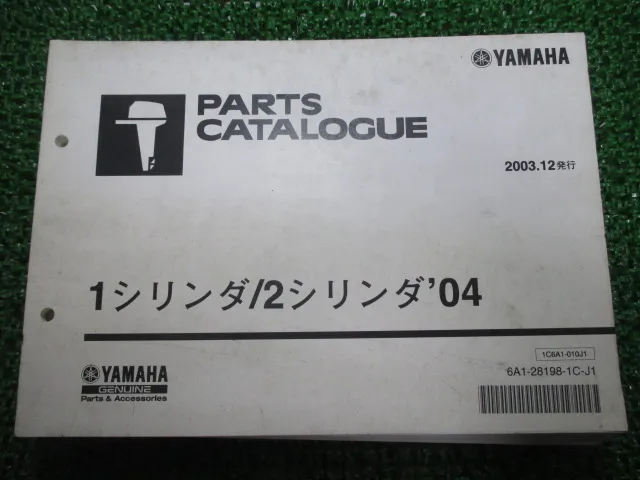 YAMAHA
PARTS
CATALOGUE
2003.12発行
1シリンダ/2シリンダ'04
1C6A1-010J1
YAMAHA
GENUINE
Parts & Accessories
6A1-28198-1C-J1